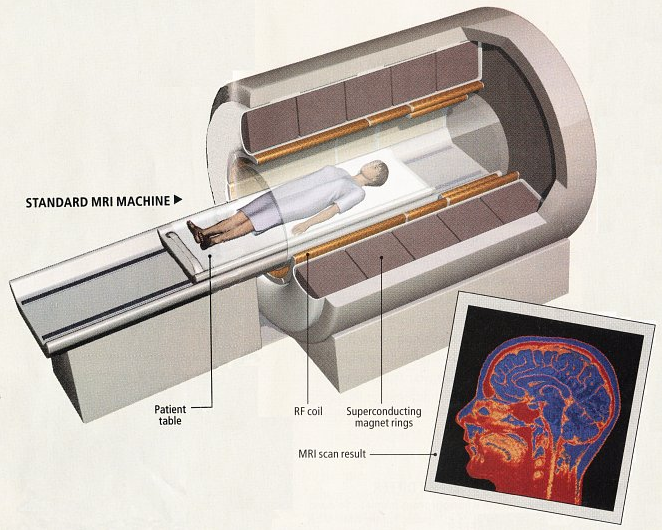 STANDARD MRI MACHINE ▶
Patient
table
RF coil
Superconducting
magnet rings
MRI scan result